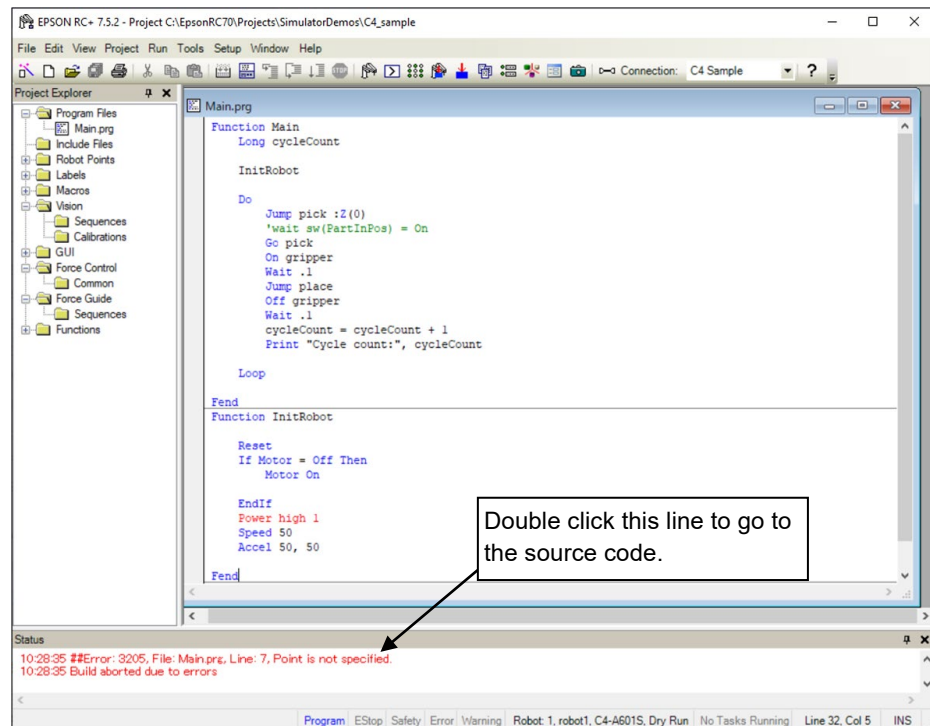 EPSON RC+ 7.5.2 - Project C:\EpsonRC70\Projects\SimulatorDemos\C4_sample
File Edit View Project Run Tools Setup Window Help
Connection: C4 Sample
Project Explorer
Program Files
Main.prg
Include Files
Robot Points
Labels
Macros
Vision
Sequences
Calibrations
GUI
Force Control
Common
Force Guide
Sequences
Functions
Main.prg
Function Main
Long cycleCount
InitRobot
Do
Jump pick :Z(0)
'wait sw(PartInPos) = On
Go pick
On gripper
Wait .1
Jump place
Off gripper
Wait .1
cycleCount = cycleCount + 1
Print "Cycle count:", cycleCount
Loop
Fend
Function InitRobot
Reset
If Motor = Off Then
Motor On
EndIf
Power high 1
Speed 50
Accel 50, 50
Fend
Double click this line to go to
the source code.
Status
10:28:35 ##Error: 3205, File: Main.prg, Line: 7, Point is not specified.
10:28:35 Build aborted due to errors
Program EStop Safety Error Warning Robot: 1, robot1, C4-A601S, Dry Run No Tasks Running Line 32, Col 5 INS